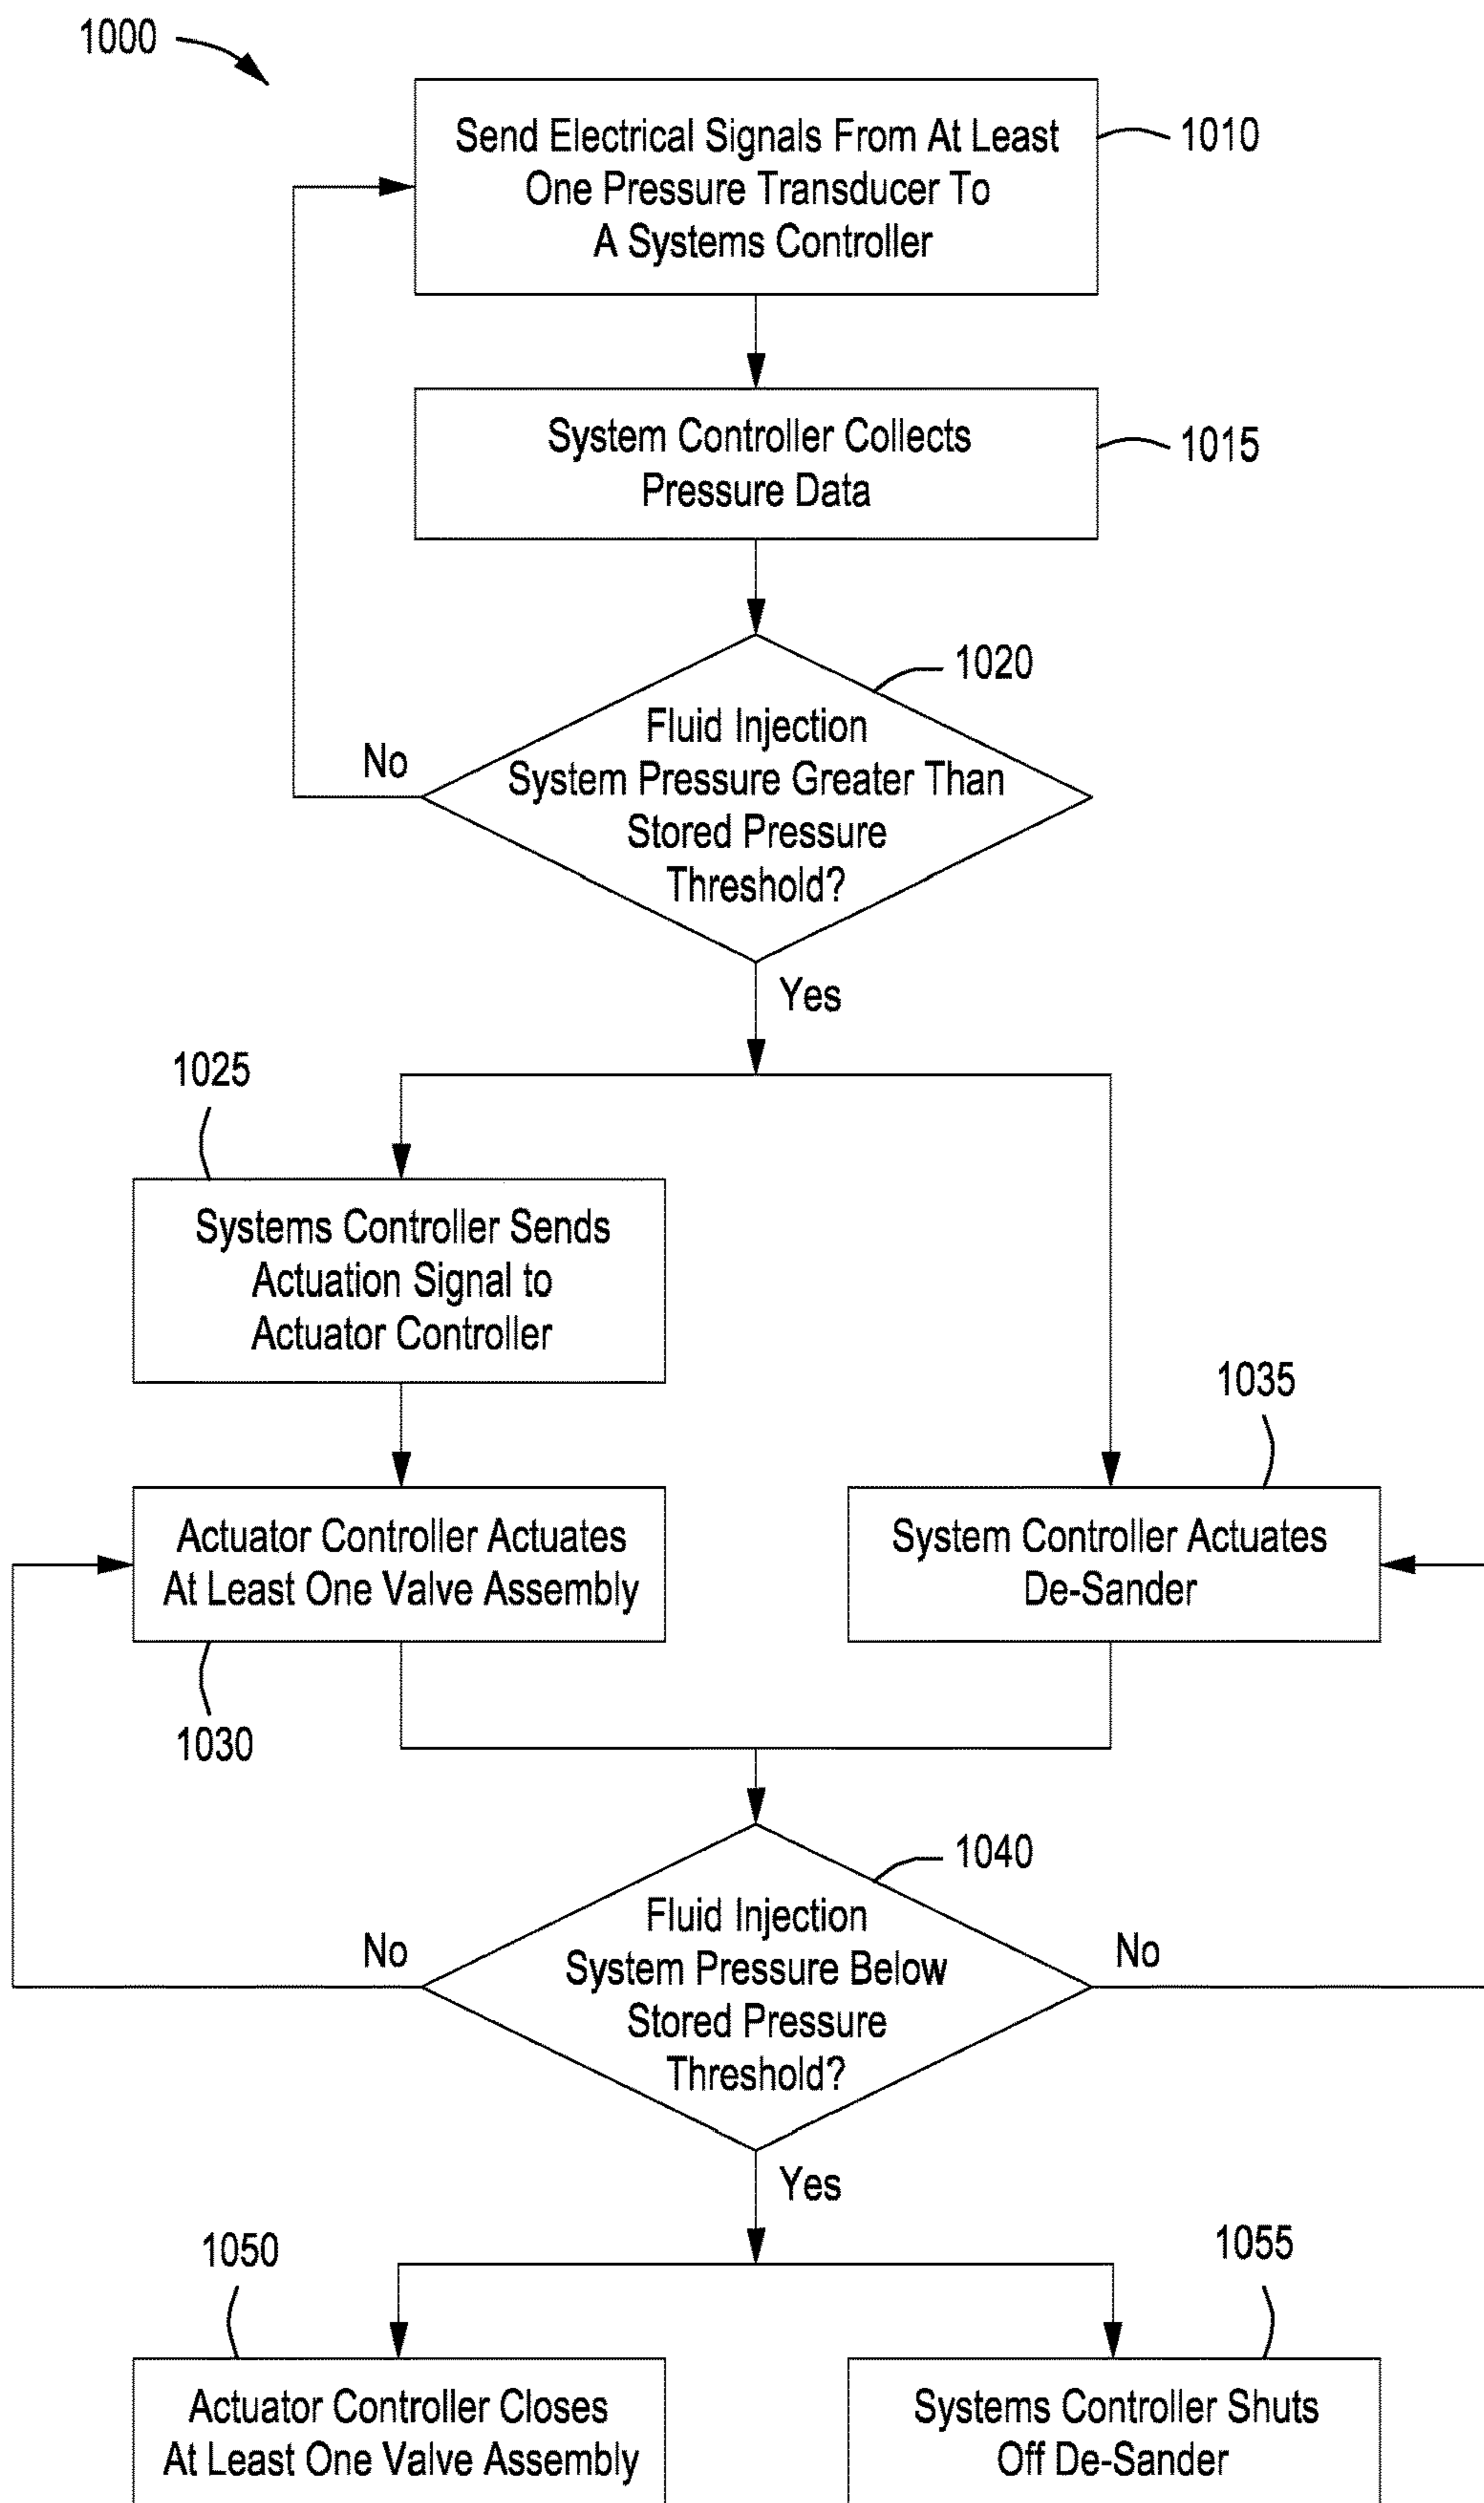 1000
Send Electrical Signals From At Least
One Pressure Transducer To
A Systems Controller
1010
System Controller Collects
Pressure Data
1015
1020
Fluid Injection
System Pressure Greater Than
Stored Pressure
Threshold?
No
Yes
1025
Systems Controller Sends
Actuation Signal to
Actuator Controller
1035
Actuator Controller Actuates
At Least One Valve Assembly
System Controller Actuates
De-Sander
1030
1040
Fluid Injection
System Pressure Below
Stored Pressure
Threshold?
No
No
Yes
1050
1055
Actuator Controller Closes
At Least One Valve Assembly
Systems Controller Shuts
Off De-Sander